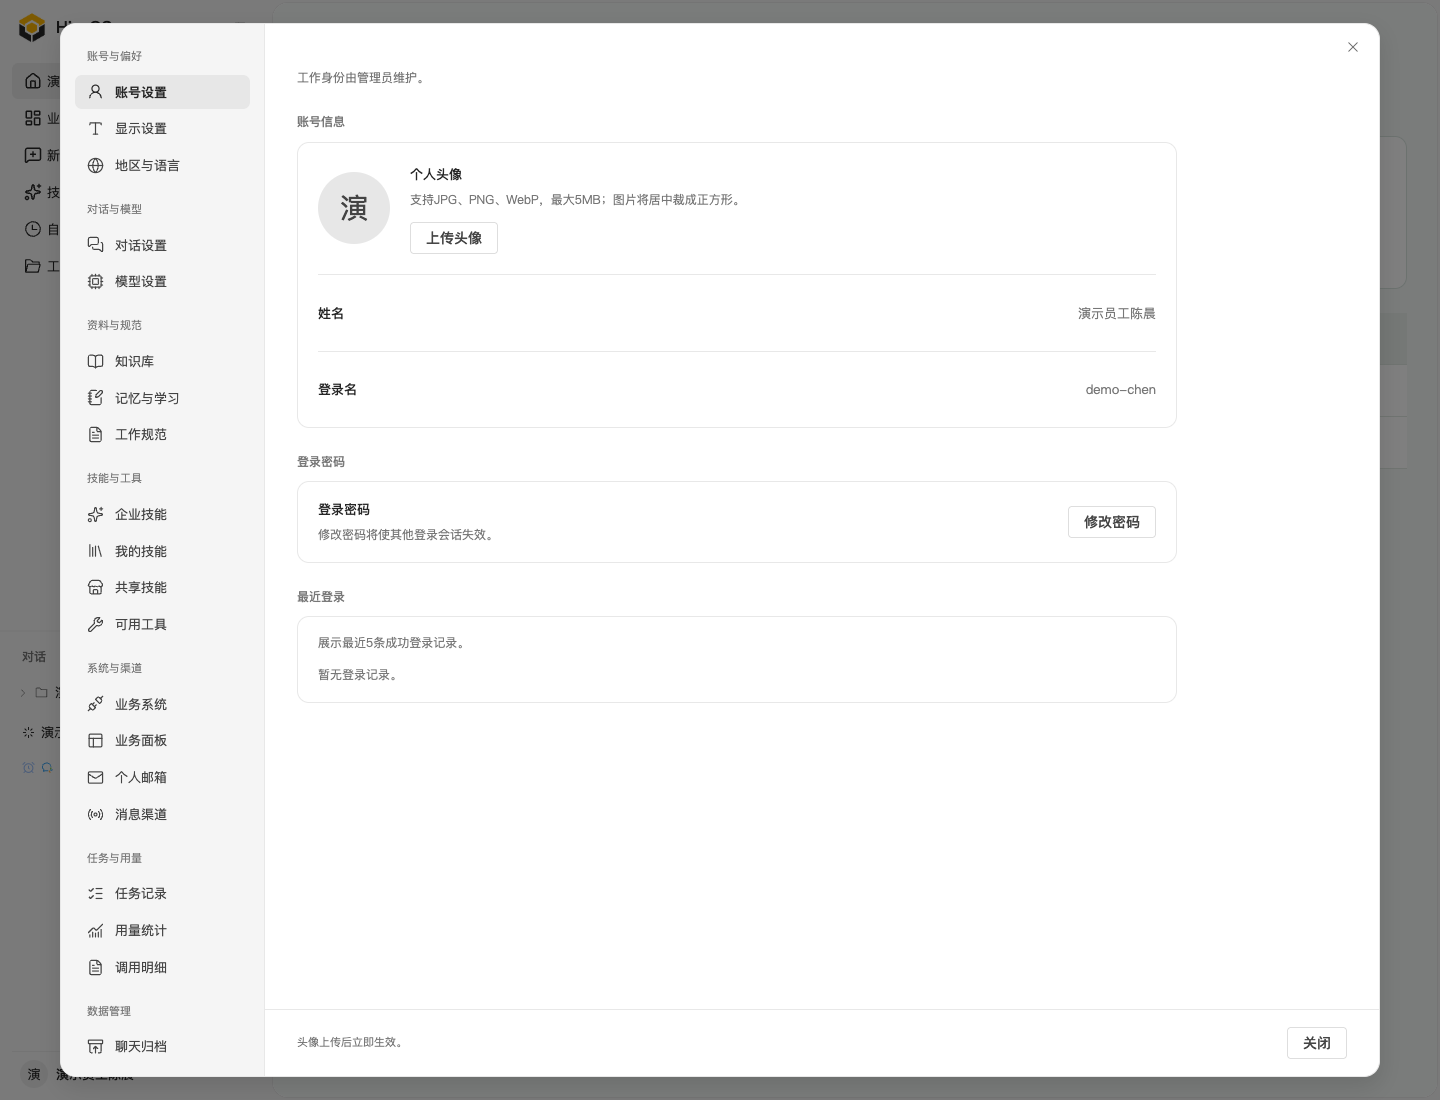 账号与偏好
账号设置
显示设置
地区与语言
对话与模型
对话设置
模型设置
资料与规范
知识库
记忆与学习
工作规范
技能与工具
企业技能
我的技能
共享技能
可用工具
系统与渠道
业务系统
业务面板
个人邮箱
消息渠道
任务与用量
任务记录
用量统计
调用明细
数据管理
聊天归档
工作身份由管理员维护。
账号信息
演
个人头像
支持JPG、PNG、WebP，最大5MB；图片将居中裁成正方形。
上传头像
姓名
演示员工陈晨
登录名
demo-chen
登录密码
登录密码
修改密码将使其他登录会话失效。
修改密码
最近登录
展示最近5条成功登录记录。
暂无登录记录。
头像上传后立即生效。
关闭
演
业
新
技
自
工
对话
演